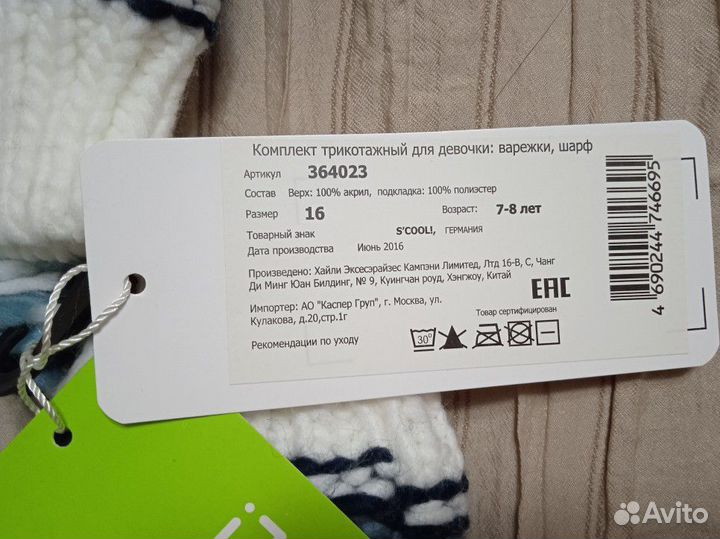 Комплект трикотажный для девочки: варежки, шарф
Артикул 364023
Состав Верх: 100% акрил, подкладка: 100% полиэстер
Размер 16 Возраст: 7-8 лет
Товарный знак S'COOL!, ГЕРМАНИЯ
Дата производства Июнь 2016
Произведено: Хайли Эксесэрайзес Кампэни Лимитед, Лтд 16-В, С, Чанг
Ди Минг Юан Билдинг, № 9, Куингчан роуд, Хэнгжоу, Китай
Импортер: АО "Каспер Груп", г. Москва, ул.
Кулакова, д.20,стр.1г
EAC
Товар сертифицирован
Рекомендации по уходу
30°
4 690244 746695
Avito